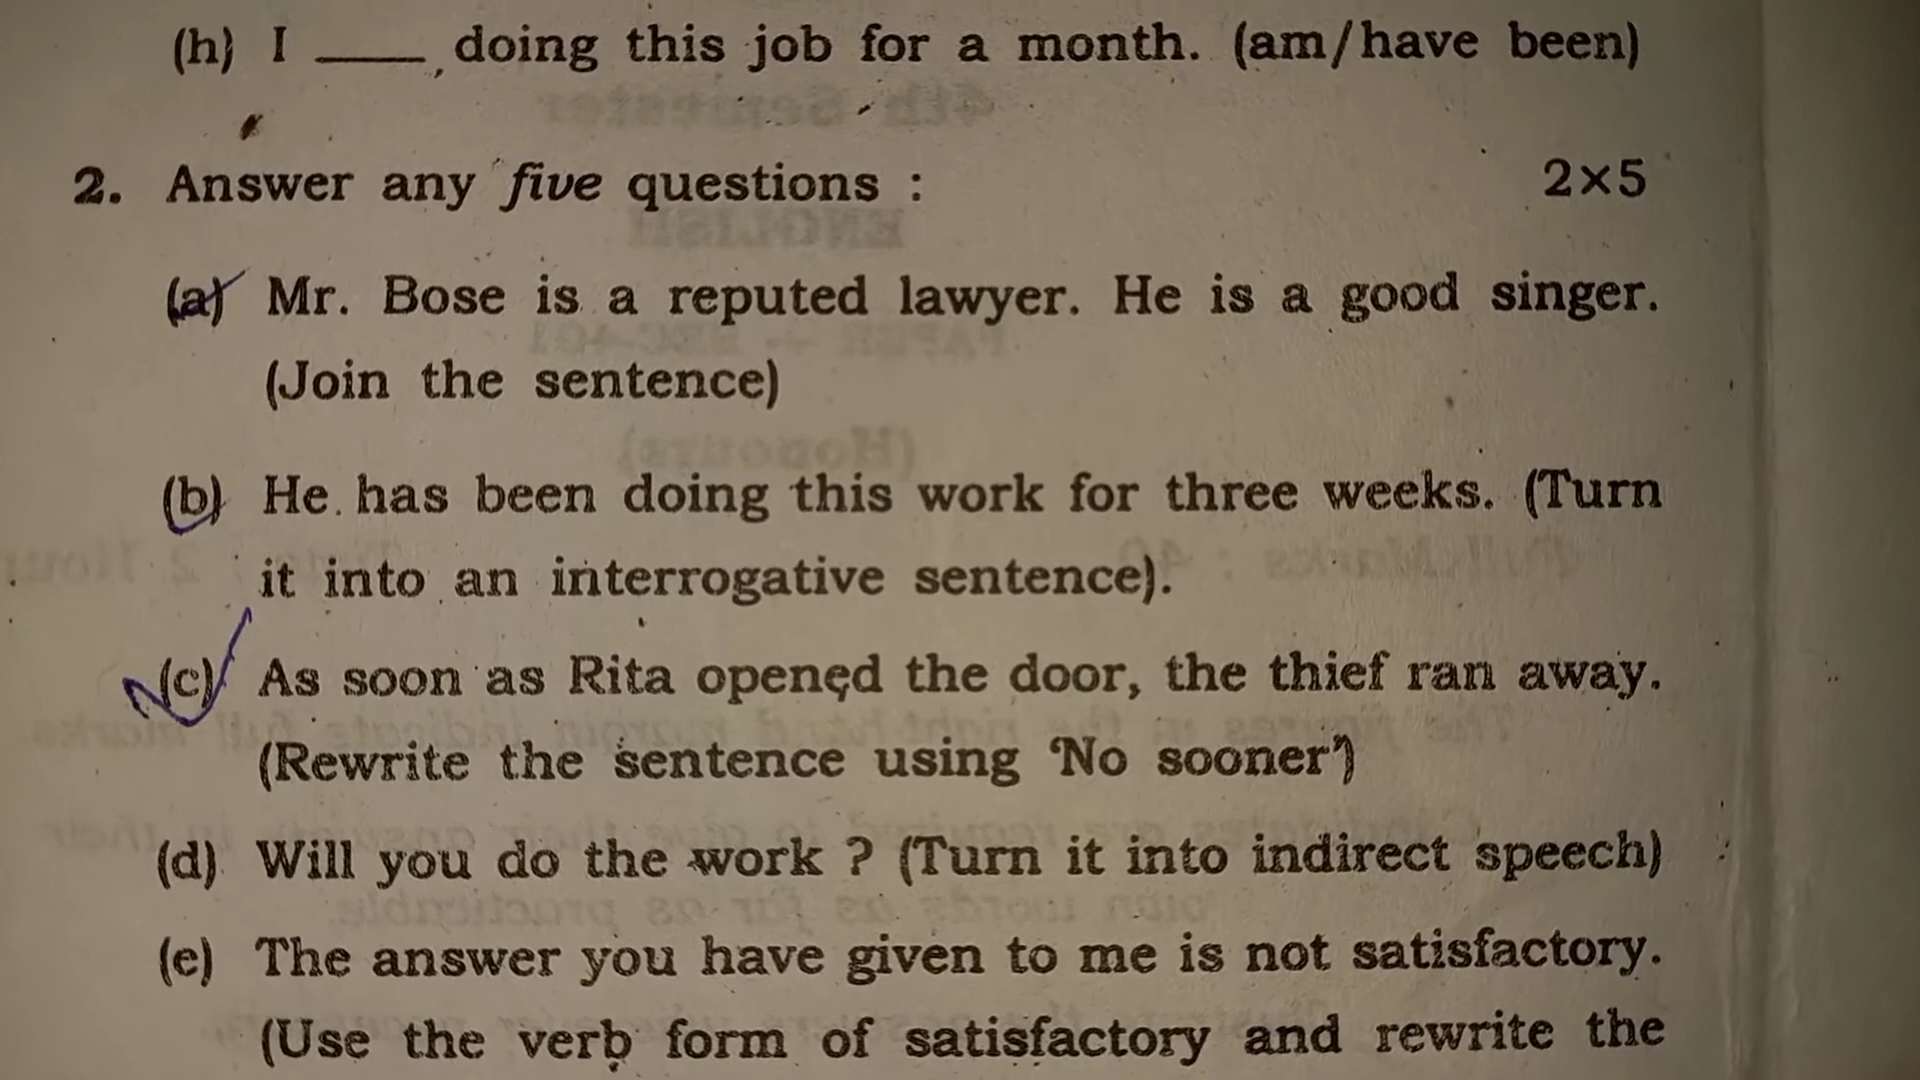 (h) I ____ doing this job for a month. (am/have been)
2. Answer any five questions : 2×5
(a) Mr. Bose is a reputed lawyer. He is a good singer.
(Join the sentence)
(b) He has been doing this work for three weeks. (Turn
it into an interrogative sentence).
(c) As soon as Rita opened the door, the thief ran away.
(Rewrite the sentence using 'No sooner')
(d) Will you do the work ? (Turn it into indirect speech)
(e) The answer you have given to me is not satisfactory.
(Use the verb form of satisfactory and rewrite the